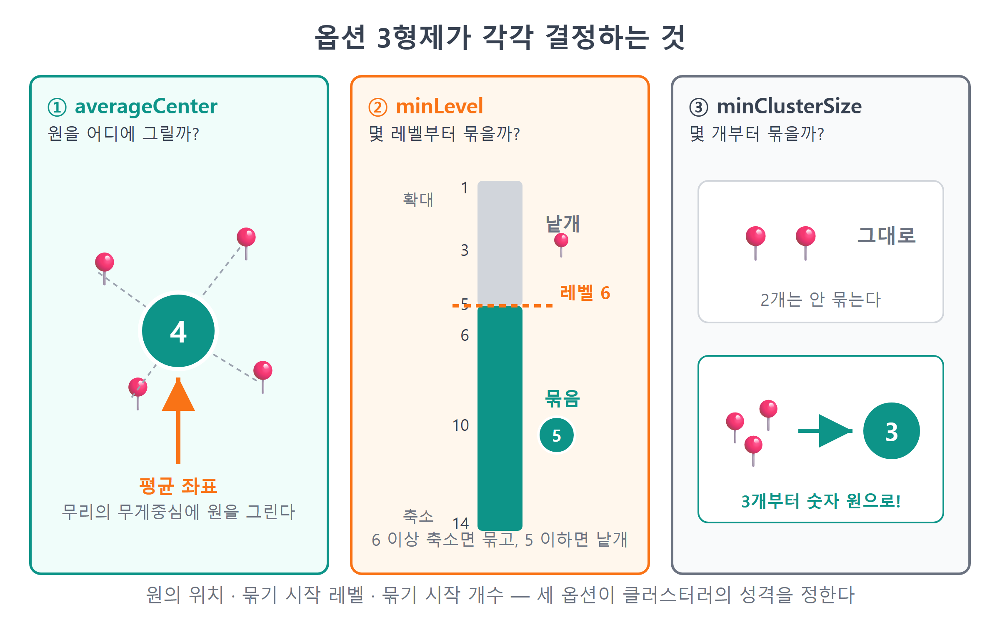 옵션 3형제가 각각 결정하는 것
① averageCenter
원을 어디에 그릴까?
4
평균 좌표
무리의 무게중심에 원을 그린다
② minLevel
몇 레벨부터 묶을까?
확대
1
낱개
3
레벨 6
5
6
묶음
10
5
축소
14
6 이상 축소면 묶고, 5 이하면 낱개
③ minClusterSize
몇 개부터 묶을까?
그대로
2개는 안 묶는다
3
3개부터 숫자 원으로!
원의 위치 · 묶기 시작 레벨 · 묶기 시작 개수 — 세 옵션이 클러스터러의 성격을 정한다